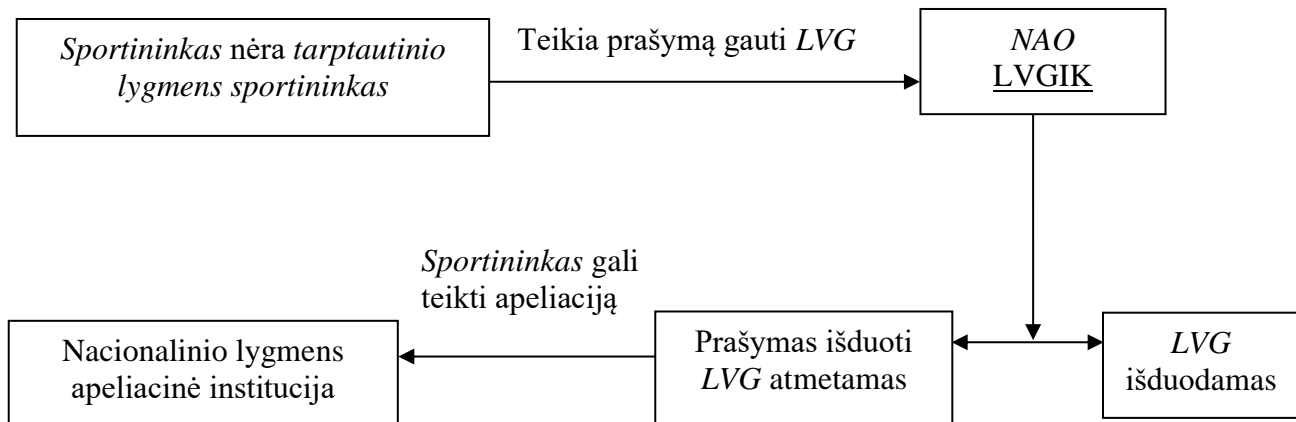 Sportininkas nėra tarptautinio
lygmens sportininkas
Teikia prašymą gauti LVG
NAO
LVGIK
Sportininkas gali
teikti apeliaciją
Nacionalinio lygmens
apeliacinė institucija
Prašymas išduoti
LVG atmetamas
LVG
išduodamas